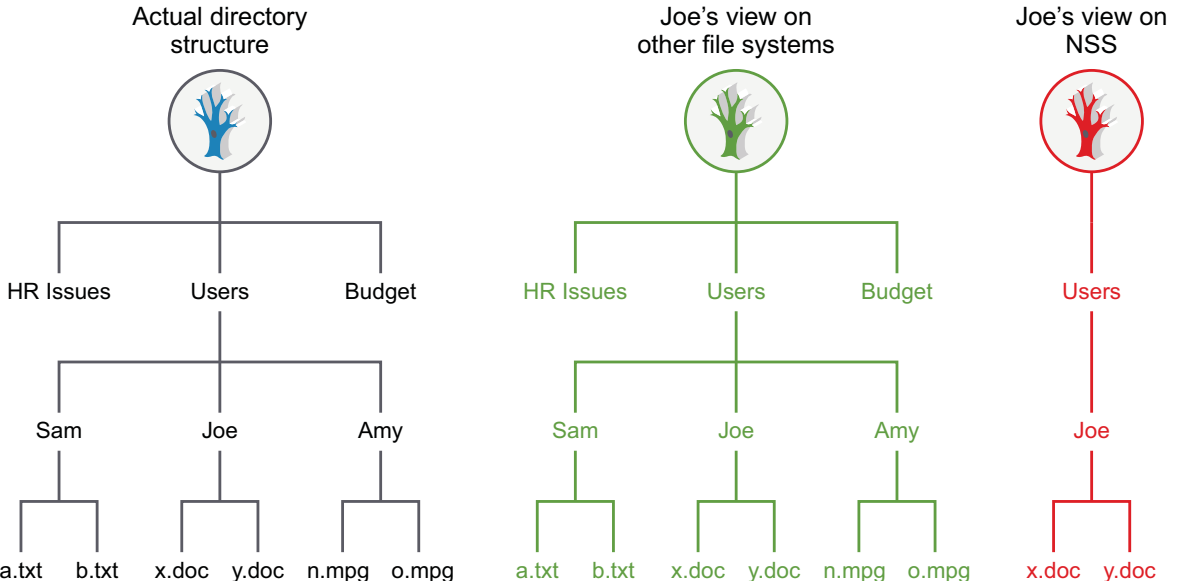 Actual directory
structure
Joe's view on
other file systems
Joe's view on
NSS
HR Issues Users Budget
HR Issues Users Budget
Users
Sam Joe Amy
Sam Joe Amy
Joe
a.txt b.txt x.doc y.doc n.mpg o.mpg
a.txt b.txt x.doc y.doc n.mpg o.mpg
x.doc y.doc